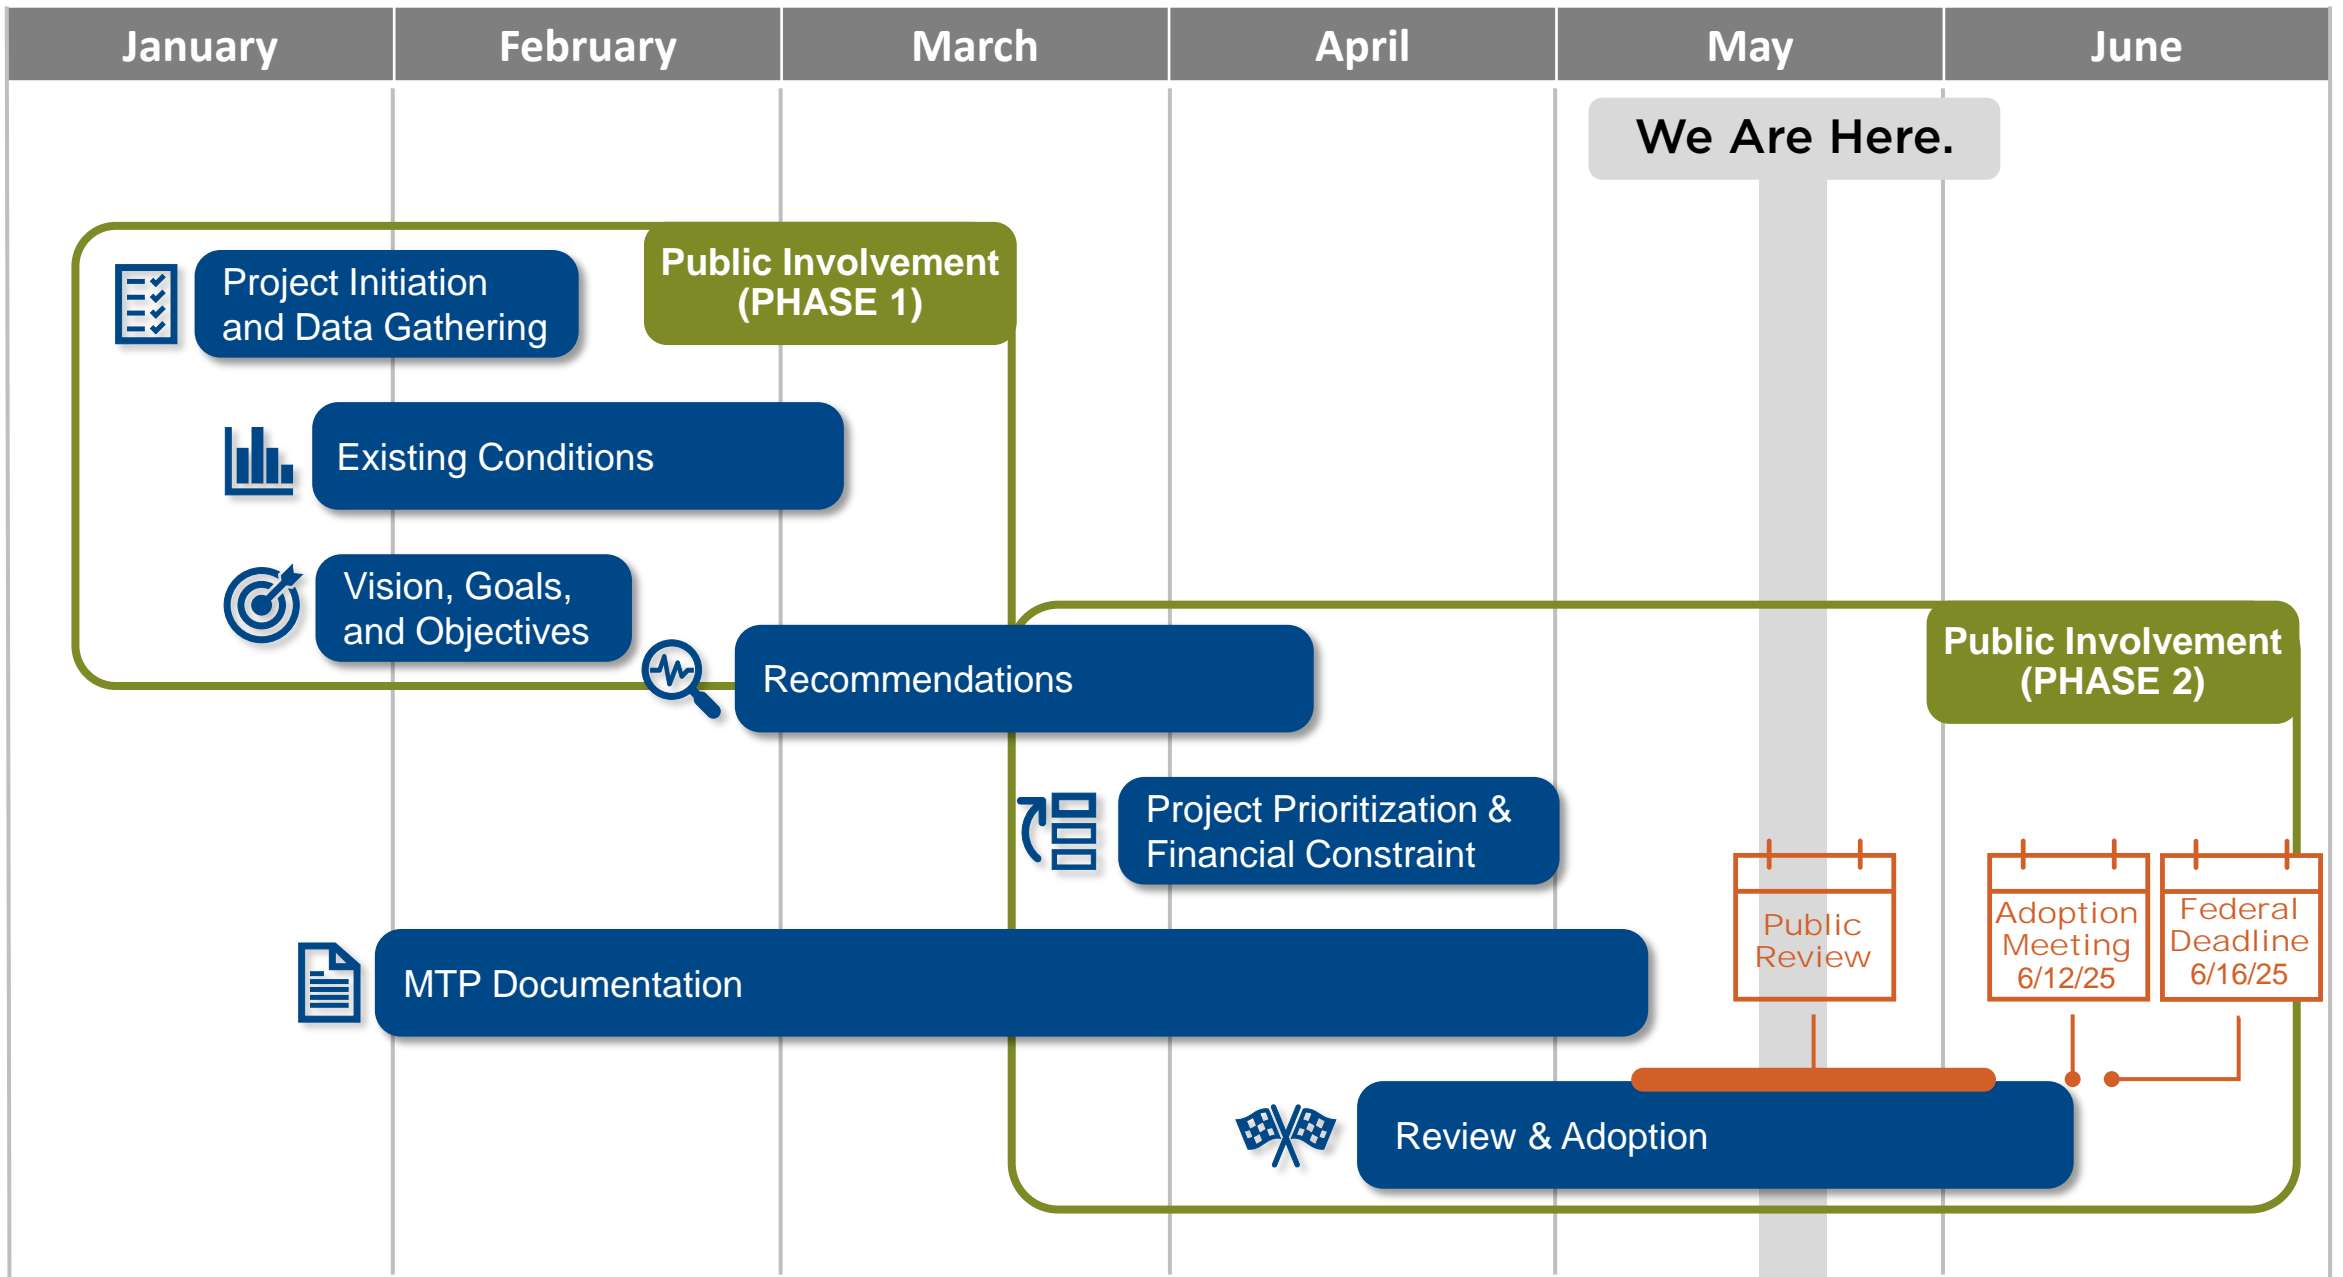 January February March April May June
We Are Here.
Public Involvement
(PHASE 1)
Project Initiation
and Data Gathering
Existing Conditions
Vision, Goals,
and Objectives
Public Involvement
(PHASE 2)
Recommendations
Project Prioritization &
Financial Constraint
Public
Review
Adoption
Meeting
6/12/25
Federal
Deadline
6/16/25
MTP Documentation
Review & Adoption